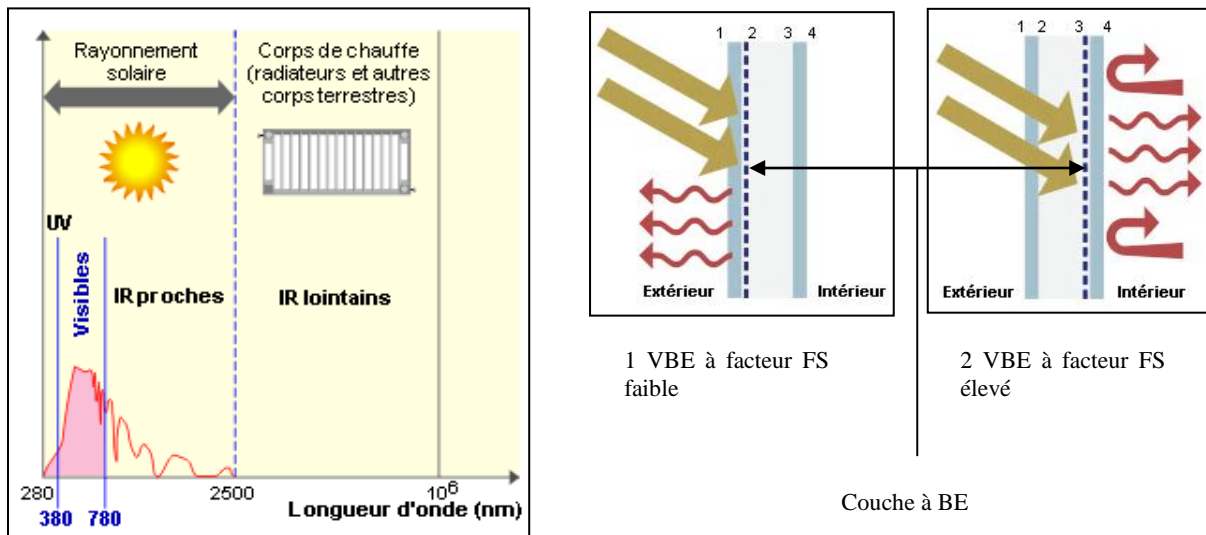 Rayonnement
solaire
Corps de chauffe
(radiateurs et autres
corps terrestres)
UV
Visibles
IR proches
IR lointains
280
380
780
2500
10⁶
Longueur d'onde (nm)
1 2 3 4
Extérieur
Intérieur
1 VBE à facteur FS
faible
1 2 3 4
Extérieur
Intérieur
2 VBE à facteur FS
élevé
Couche à BE